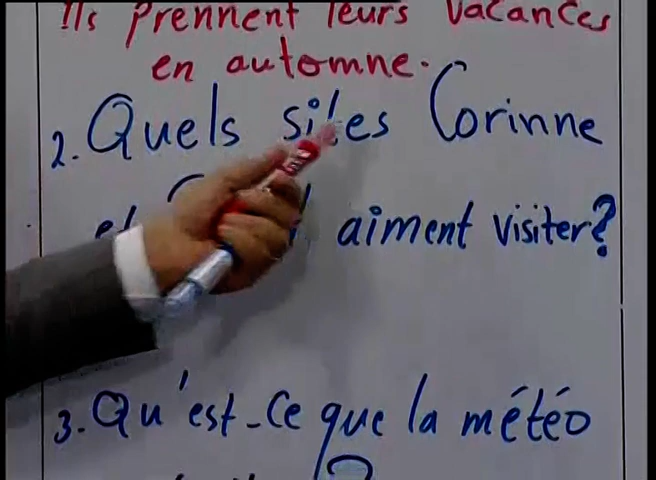 Ils prennent leurs vacances
en automne.
2. Quels sites Corinne
et aiment visiter?
3. Qu'est-ce que la météo